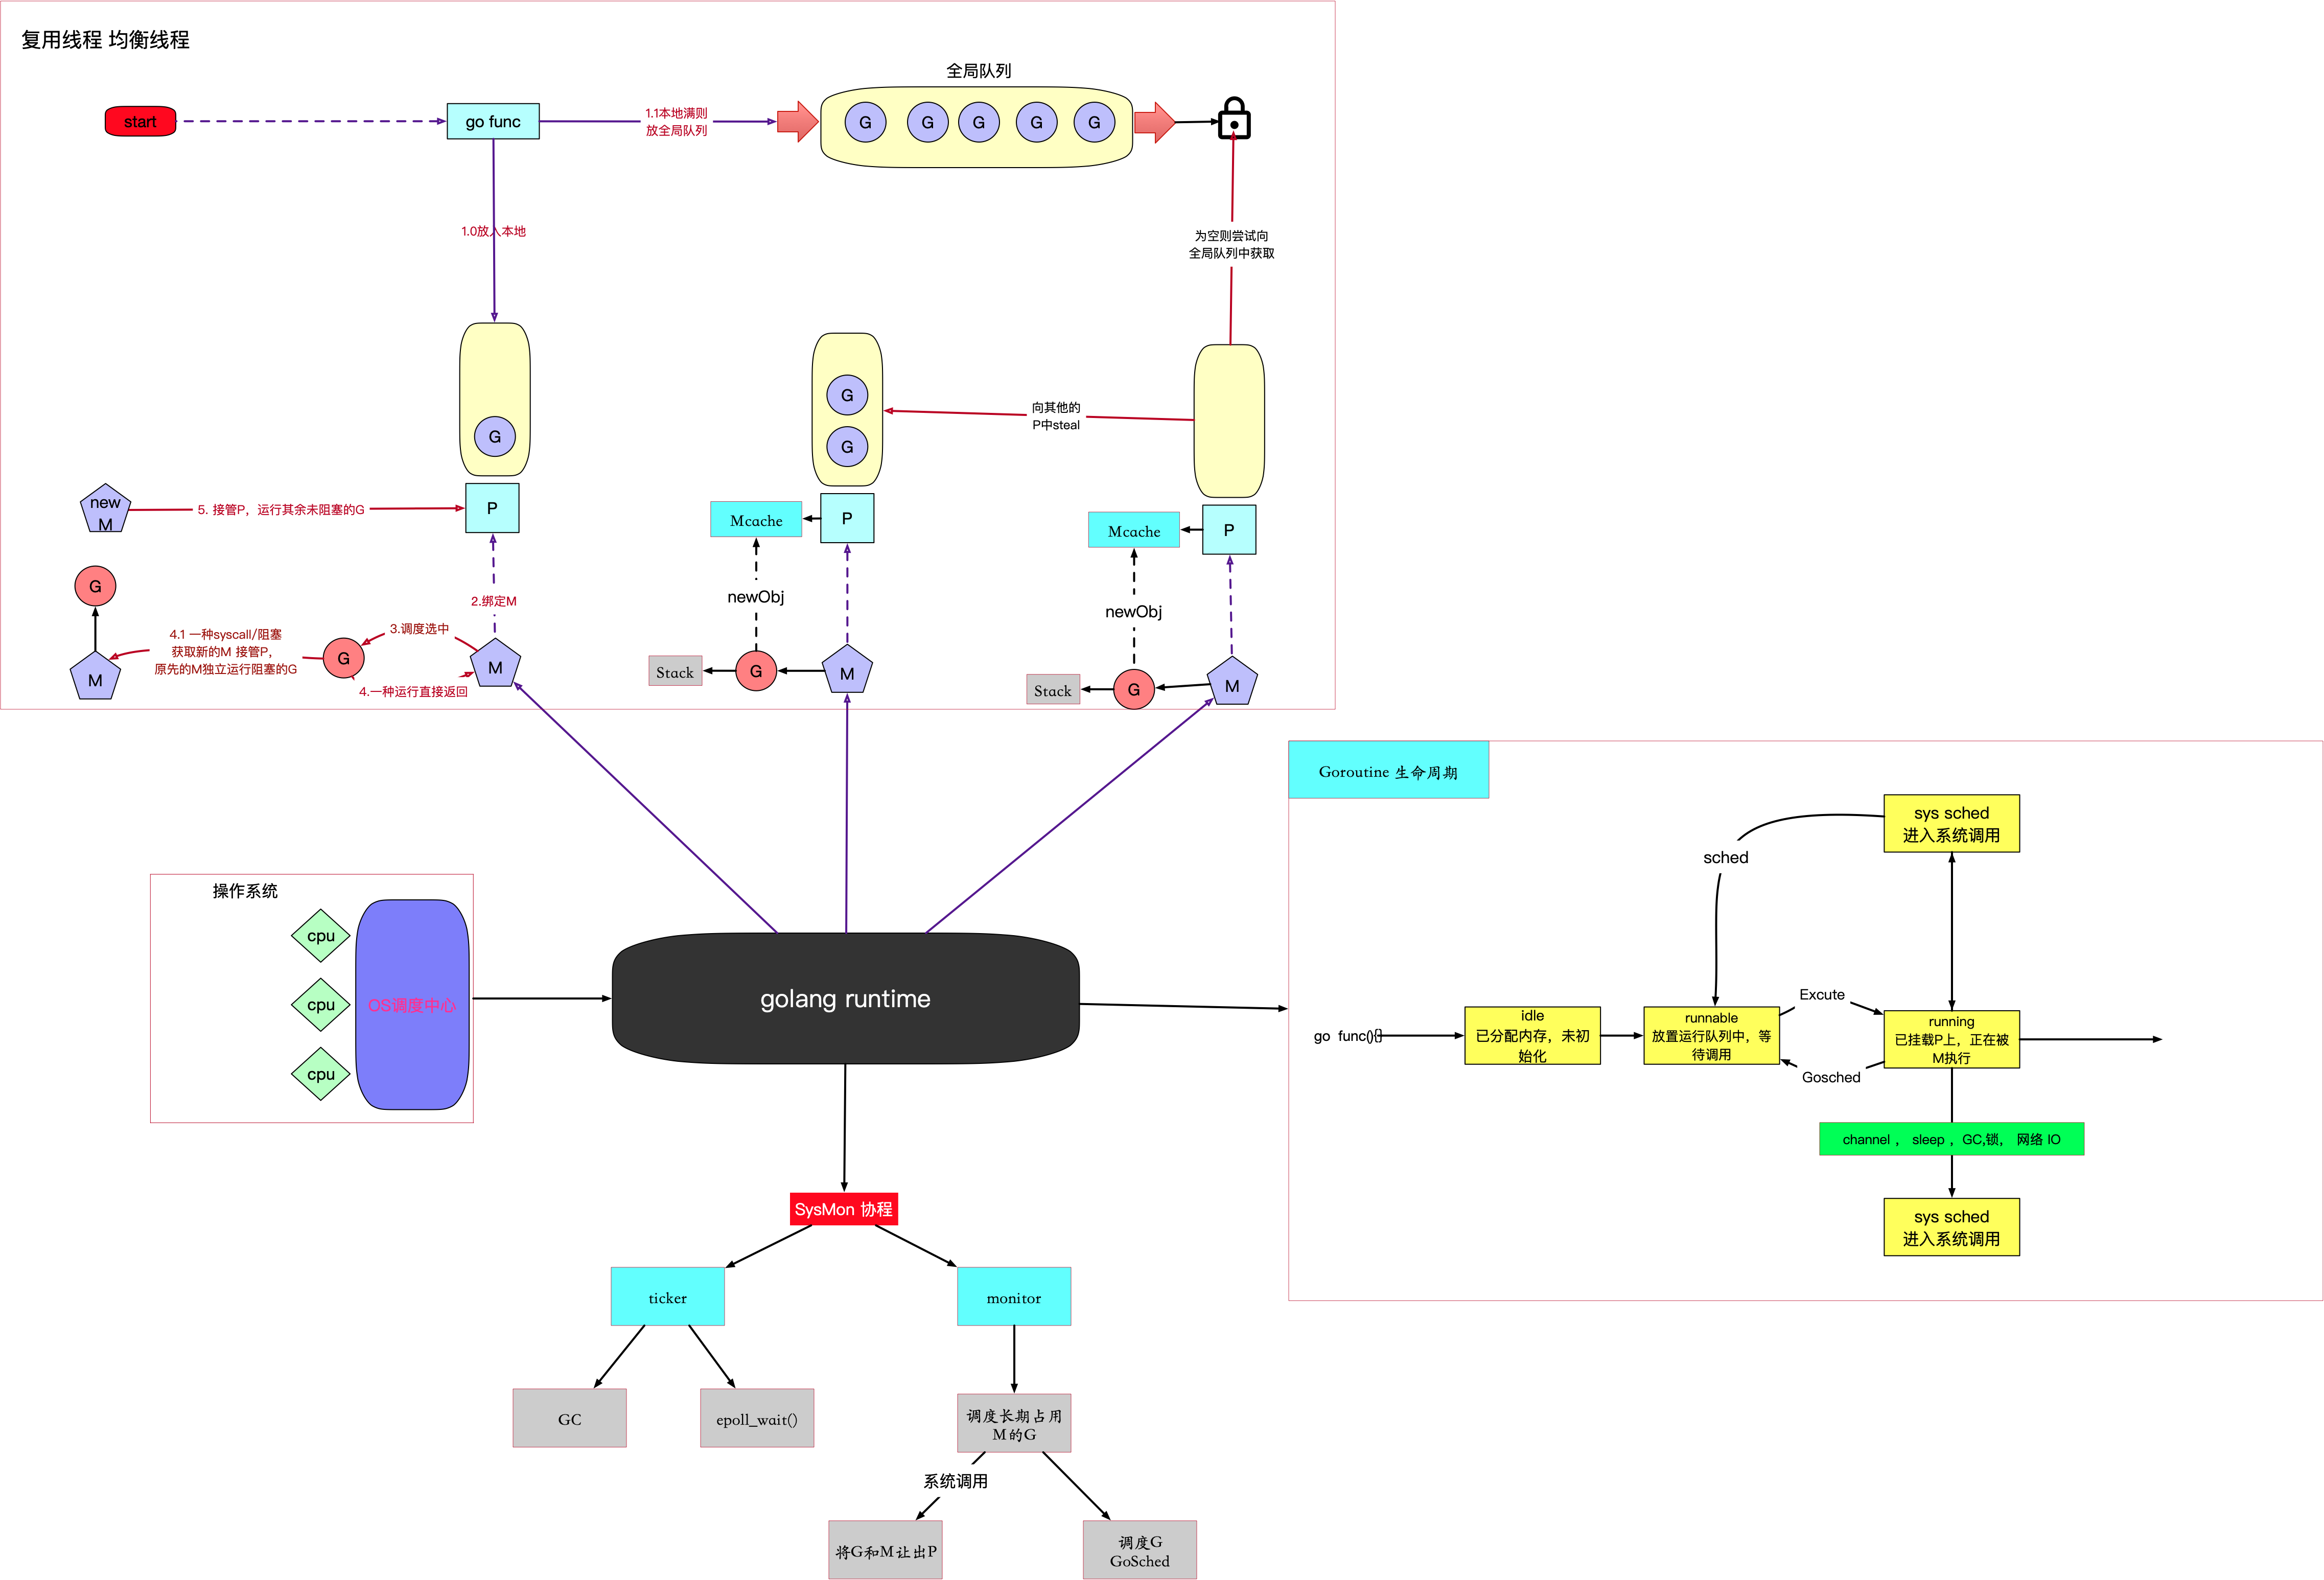 复用线程 均衡线程
全局队列
start
go func
1.1本地满则
放全局队列
G
G
G
G
G
1.0放入本地
为空则尝试向
全局队列中获取
G
G
G
向其他的
P中steal
new
M
5. 接管P，运行其余未阻塞的G
P
Mcache
P
Mcache
P
G
2.绑定M
newObj
newObj
4.1 一种syscall/阻塞
获取新的M 接管P，
原先的M独立运行阻塞的G
3.调度选中
G
M
M
4.一种运行直接返回
Stack
G
M
Stack
G
M
Goroutine 生命周期
sys sched
进入系统调用
sched
操作系统
cpu
cpu
cpu
OS调度中心
golang runtime
go func(){}
idle
已分配内存，未初
始化
runnable
放置运行队列中，等
待调用
Excute
Gosched
running
已挂载P上，正在被
M执行
channel ， sleep ，GC,锁， 网络 IO
sys sched
进入系统调用
SysMon 协程
ticker
monitor
GC
epoll_wait()
调度长期占用
M的G
系统调用
将G和M让出P
调度G
GoSched